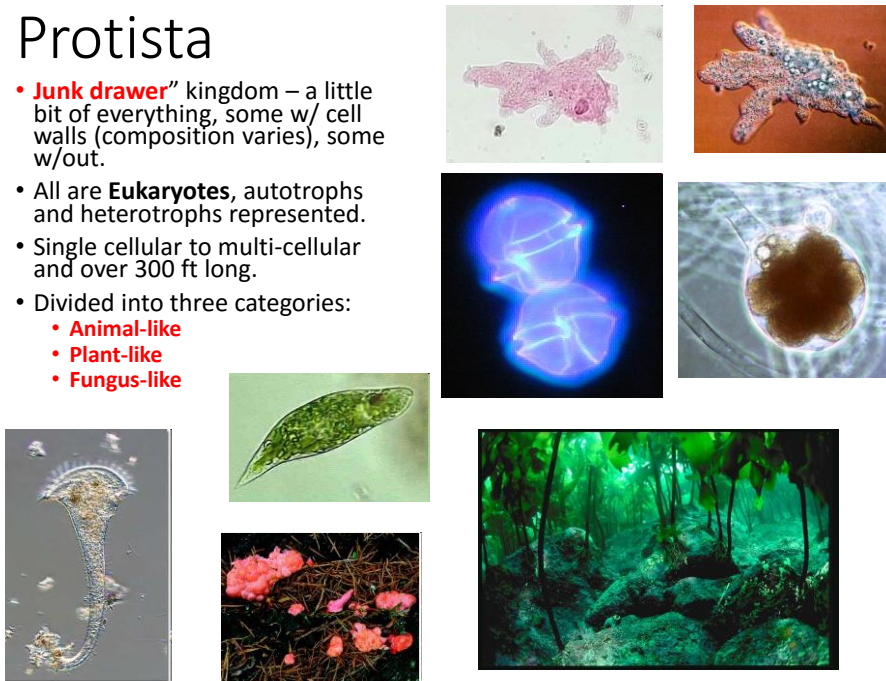 Protista
• Junk drawer” kingdom – a little
bit of everything, some w/ cell
walls (composition varies), some
w/out.
• All are Eukaryotes, autotrophs
and heterotrophs represented.
• Single cellular to multi-cellular
and over 300 ft long.
• Divided into three categories:
• Animal-like
• Plant-like
• Fungus-like